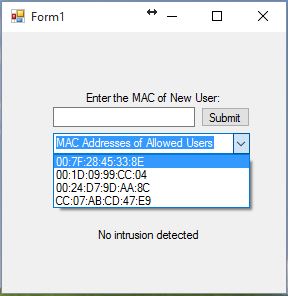 Form1
Enter the MAC of New User:
Submit
MAC Addresses of Allowed Users
00:7F:28:45:33:8E
00:1D:09:99:CC:04
00:24:D7:9D:AA:8C
CC:07:AB:CD:47:E9
No intrusion detected